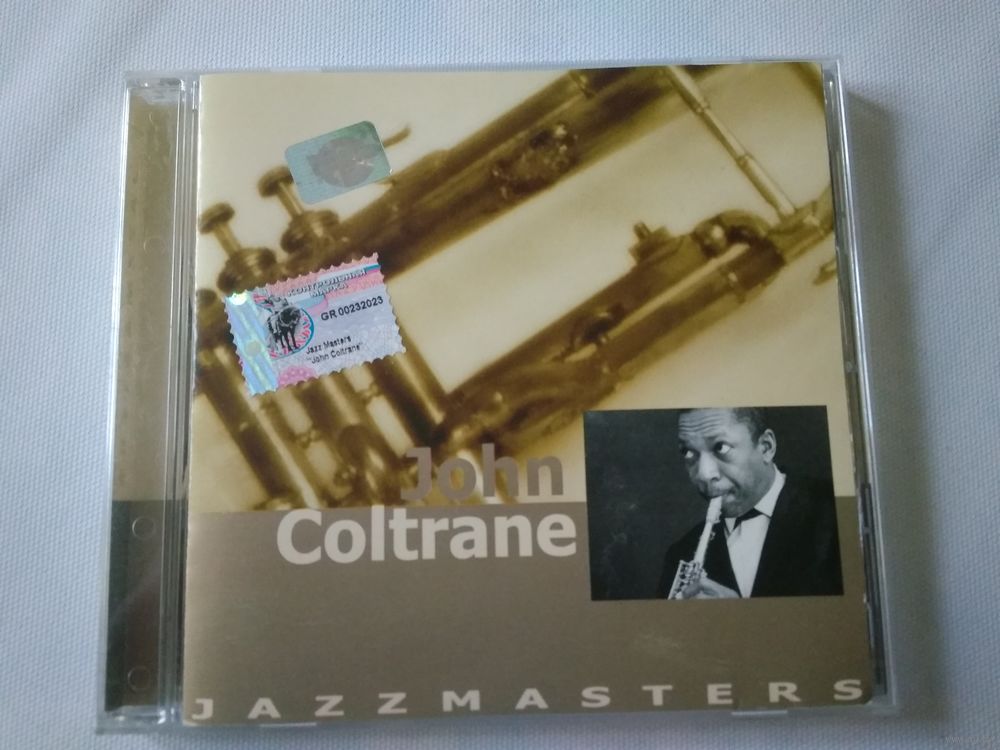 КОНТРОЛЬНАЯ
МАРКА
GR 00232023
Jazz Masters
"John Coltrane"
John
Coltrane
JAZZMASTERS